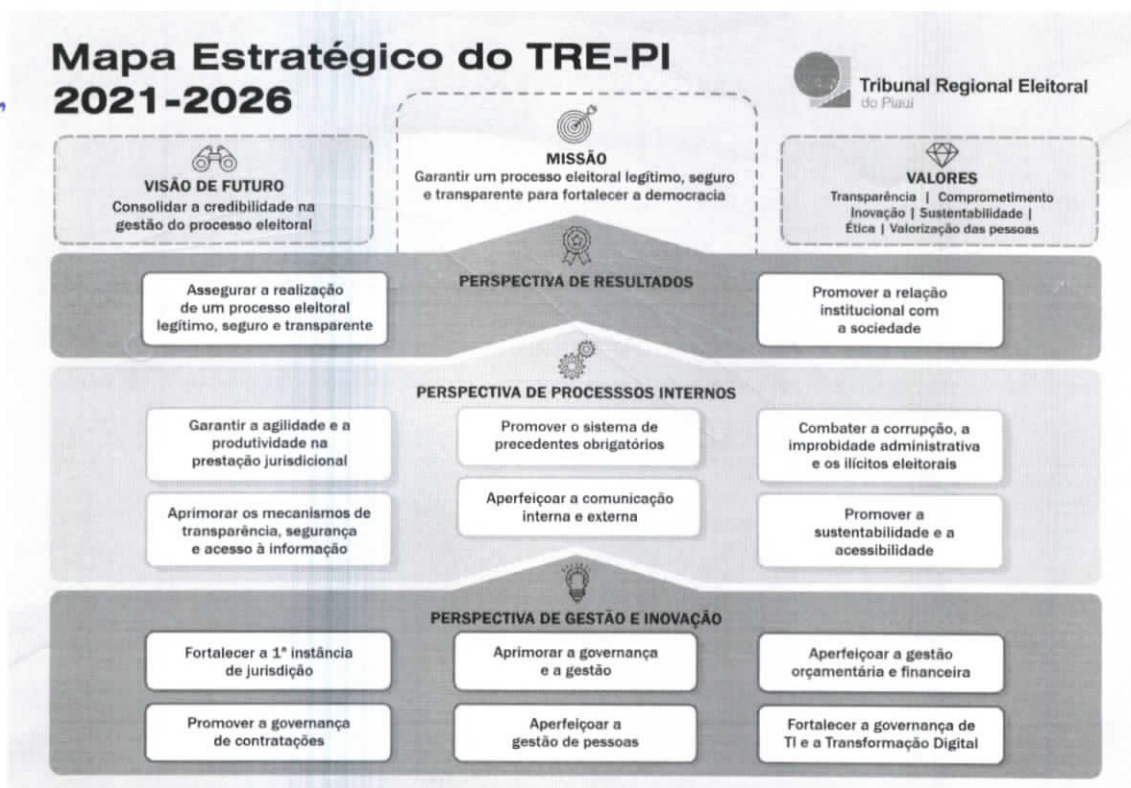 Mapa Estratégico do TRE-PI
2021-2026
Tribunal Regional Eleitoral
do Piauí
VISÃO DE FUTURO
Consolidar a credibilidade na
gestão do processo eleitoral
MISSÃO
Garantir um processo eleitoral legítimo, seguro
e transparente para fortalecer a democracia
VALORES
Transparência | Comprometimento
Inovação | Sustentabilidade |
Ética | Valorização das pessoas
PERSPECTIVA DE RESULTADOS
Assegurar a realização
de um processo eleitoral
legítimo, seguro e transparente
Promover a relação
institucional com
a sociedade
PERSPECTIVA DE PROCESSSOS INTERNOS
Garantir a agilidade e a
produtividade na
prestação jurisdicional
Promover o sistema de
precedentes obrigatórios
Combater a corrupção, a
improbidade administrativa
e os ilícitos eleitorais
Aprimorar os mecanismos de
transparência, segurança
e acesso à informação
Aperfeiçoar a comunicação
interna e externa
Promover a
sustentabilidade e a
acessibilidade
PERSPECTIVA DE GESTÃO E INOVAÇÃO
Fortalecer a 1ª instância
de jurisdição
Aprimorar a governança
e a gestão
Aperfeiçoar a gestão
orçamentária e financeira
Promover a governança
de contratações
Aperfeiçoar a
gestão de pessoas
Fortalecer a governança de
TI e a Transformação Digital